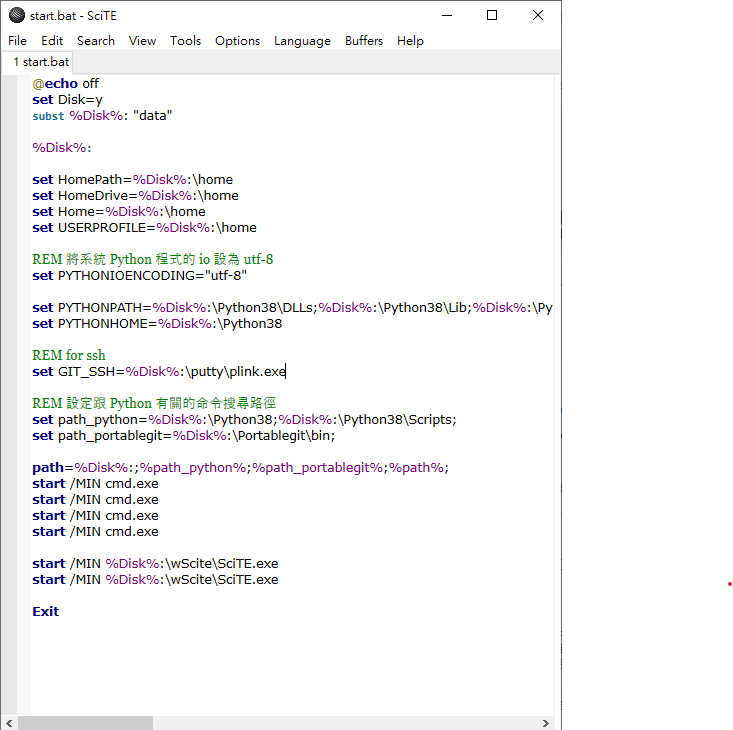 start.bat - SciTE
File Edit Search View Tools Options Language Buffers Help
1 start.bat
@echo off
set Disk=y
subst %Disk%: "data"
%Disk%:
set HomePath=%Disk%:\home
set HomeDrive=%Disk%:\home
set Home=%Disk%:\home
set USERPROFILE=%Disk%:\home
REM 將系統 Python 程式的 io 設為 utf-8
set PYTHONIOENCODING="utf-8"
set PYTHONPATH=%Disk%:\Python38\DLLs;%Disk%:\Python38\Lib;%Disk%:\Py
set PYTHONHOME=%Disk%:\Python38
REM for ssh
set GIT_SSH=%Disk%:\putty\plink.exe
REM 設定跟 Python 有關的命令搜尋路徑
set path_python=%Disk%:\Python38;%Disk%:\Python38\Scripts;
set path_portablegit=%Disk%:\Portablegit\bin;
path=%Disk%:;%path_python%;%path_portablegit%;%path%;
start /MIN cmd.exe
start /MIN cmd.exe
start /MIN cmd.exe
start /MIN cmd.exe
start /MIN %Disk%:\wScite\SciTE.exe
start /MIN %Disk%:\wScite\SciTE.exe
Exit